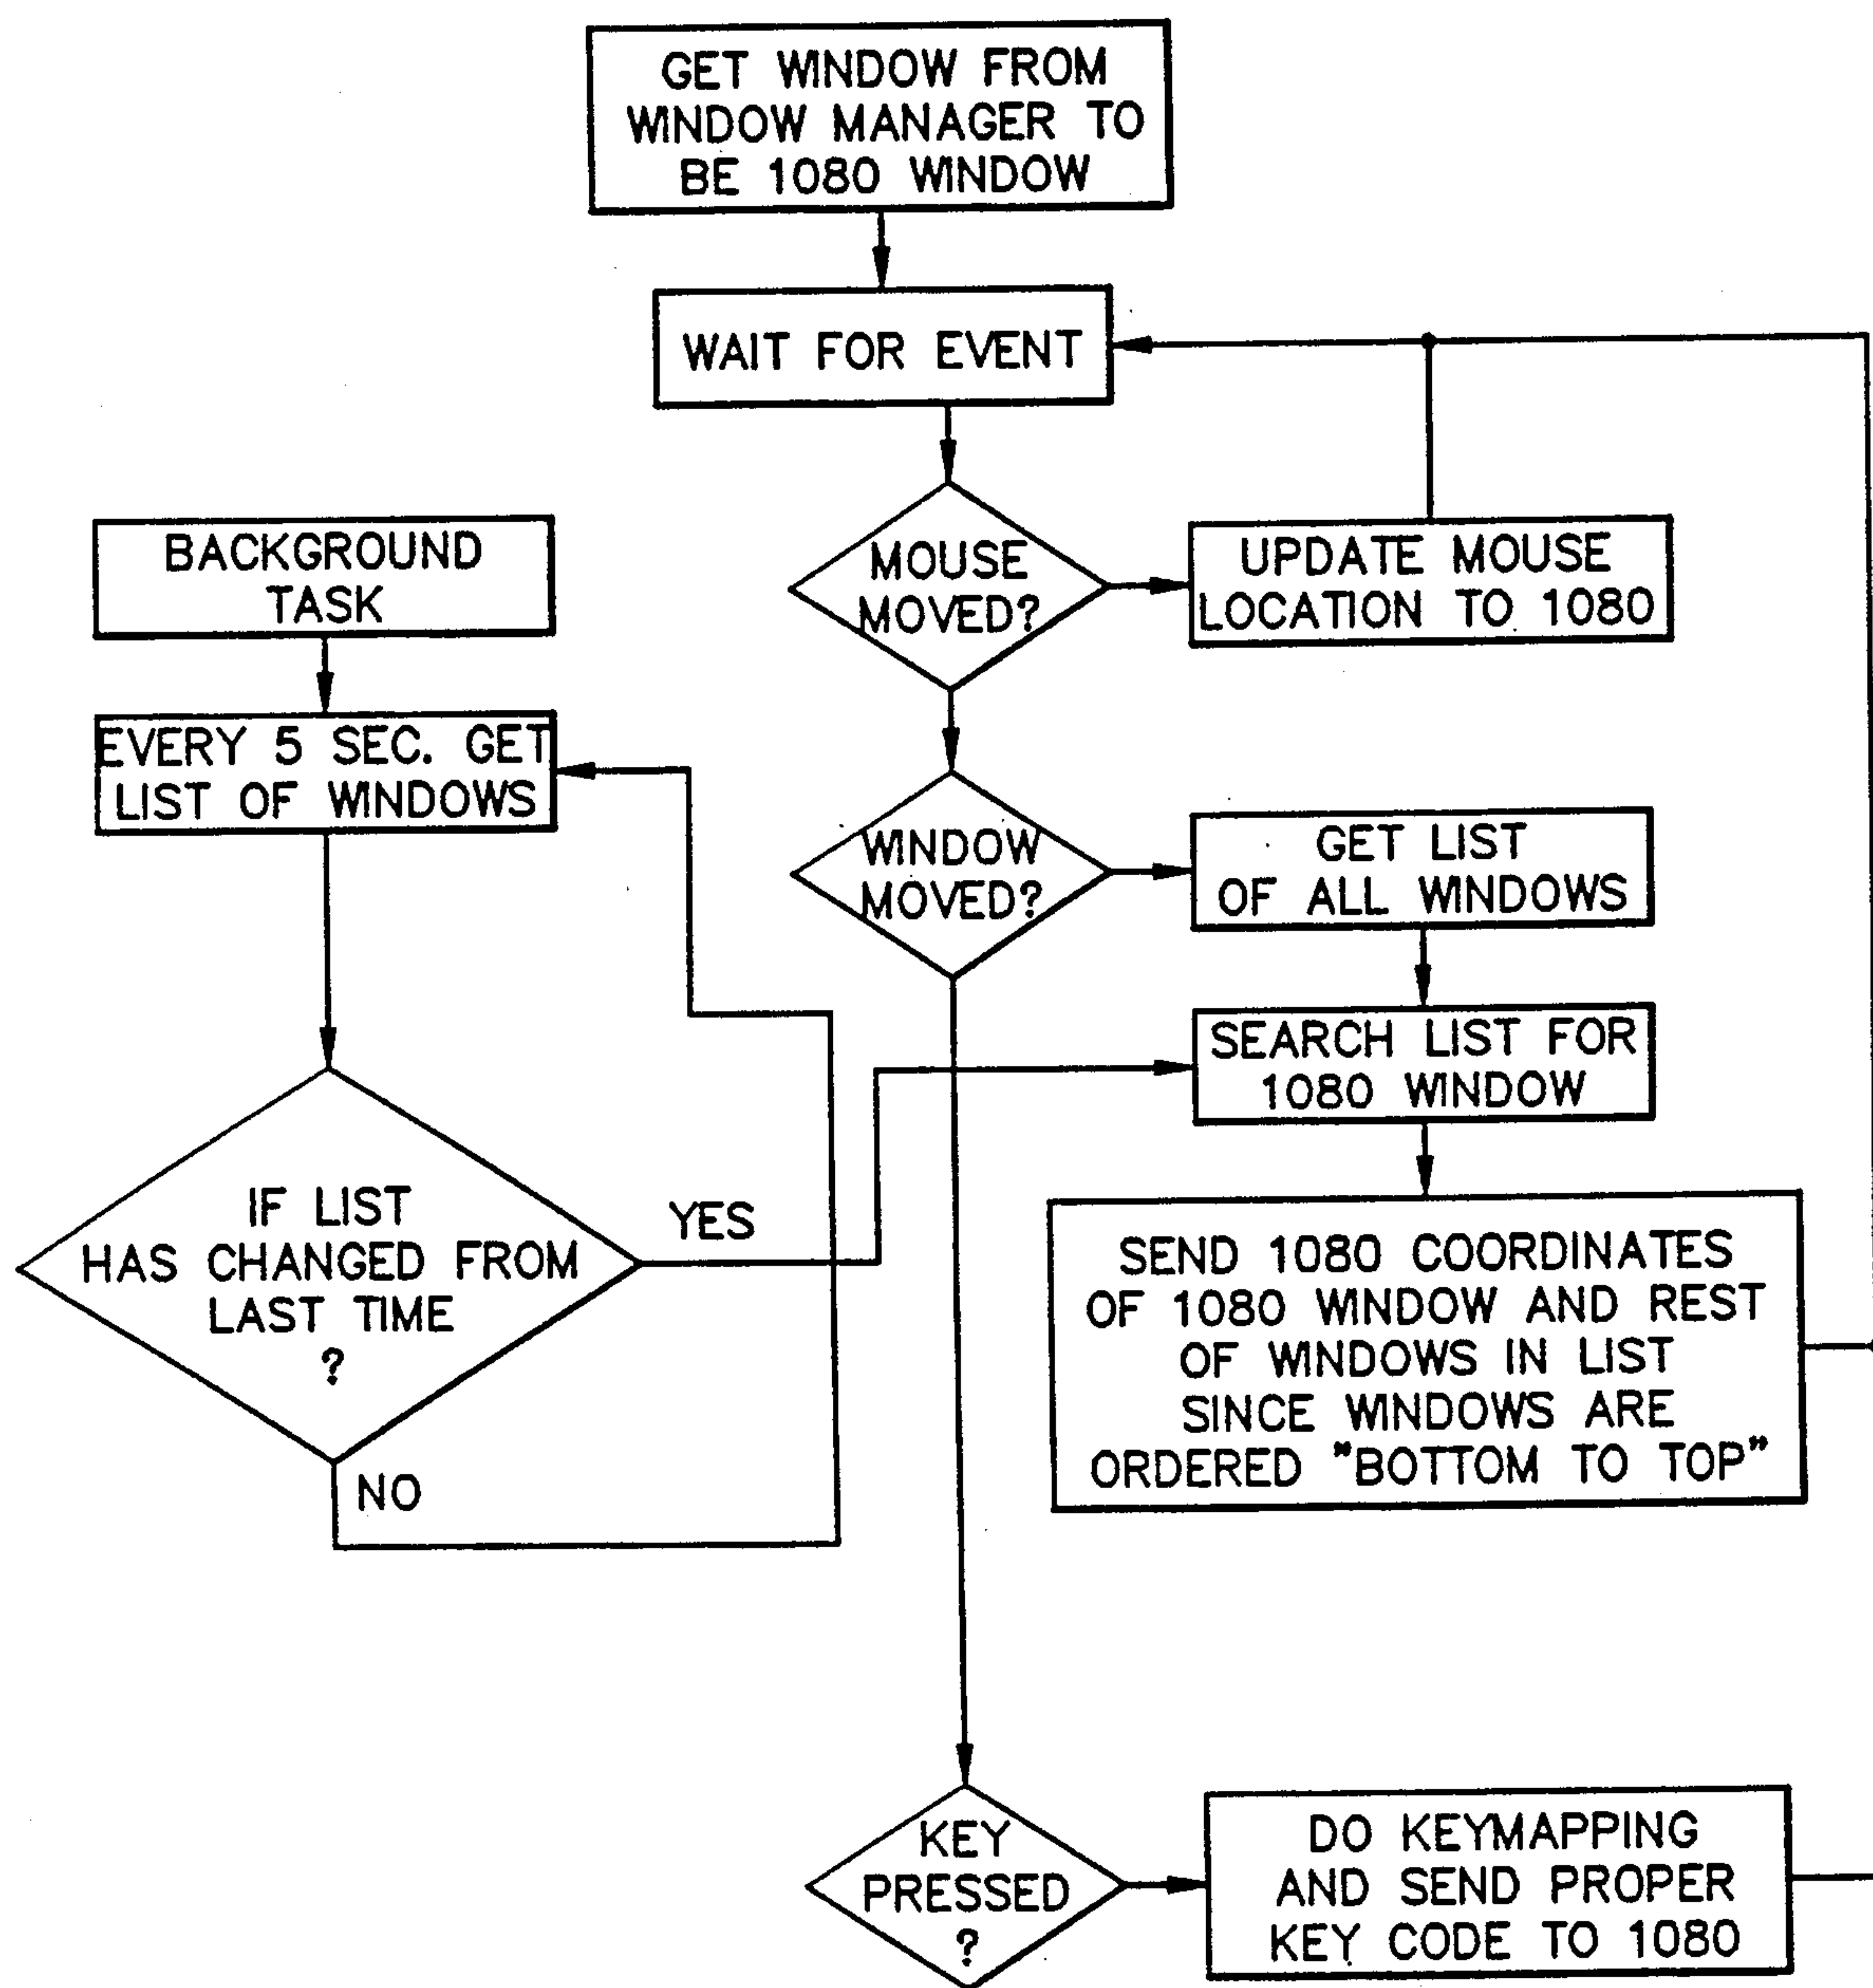 GET WINDOW FROM
WINDOW MANAGER TO
BE 1080 WINDOW
WAIT FOR EVENT
MOUSE
MOVED?
UPDATE MOUSE
LOCATION TO 1080
BACKGROUND
TASK
EVERY 5 SEC. GET
LIST OF WINDOWS
WINDOW
MOVED?
GET LIST
OF ALL WINDOWS
SEARCH LIST FOR
1080 WINDOW
IF LIST
HAS CHANGED FROM
LAST TIME
?
YES
NO
SEND 1080 COORDINATES
OF 1080 WINDOW AND REST
OF WINDOWS IN LIST
SINCE WINDOWS ARE
ORDERED "BOTTOM TO TOP"
KEY
PRESSED
?
DO KEYMAPPING
AND SEND PROPER
KEY CODE TO 1080